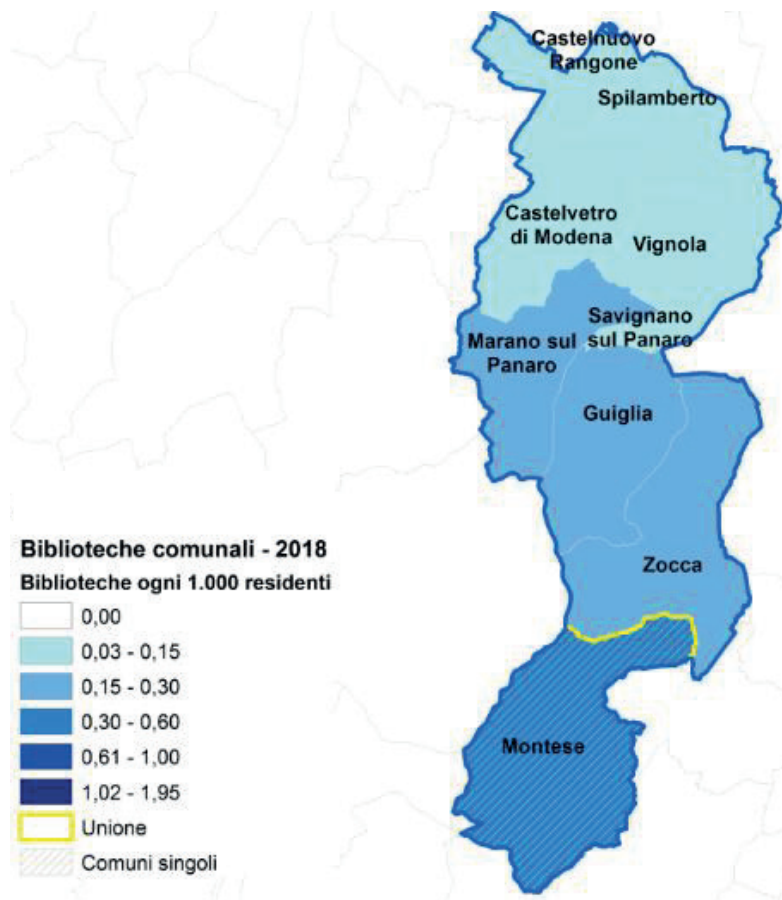 Castelnuovo
Rangone
Spilamberto
Castelvetro
di Modena
Vignola
Savignano
sul Panaro
Marano sul
Panaro
Guiglia
Zocca
Montese
Biblioteche comunali - 2018
Biblioteche ogni 1.000 residenti
0,00
0,03 - 0,15
0,15 - 0,30
0,30 - 0,60
0,61 - 1,00
1,02 - 1,95
Unione
Comuni singoli